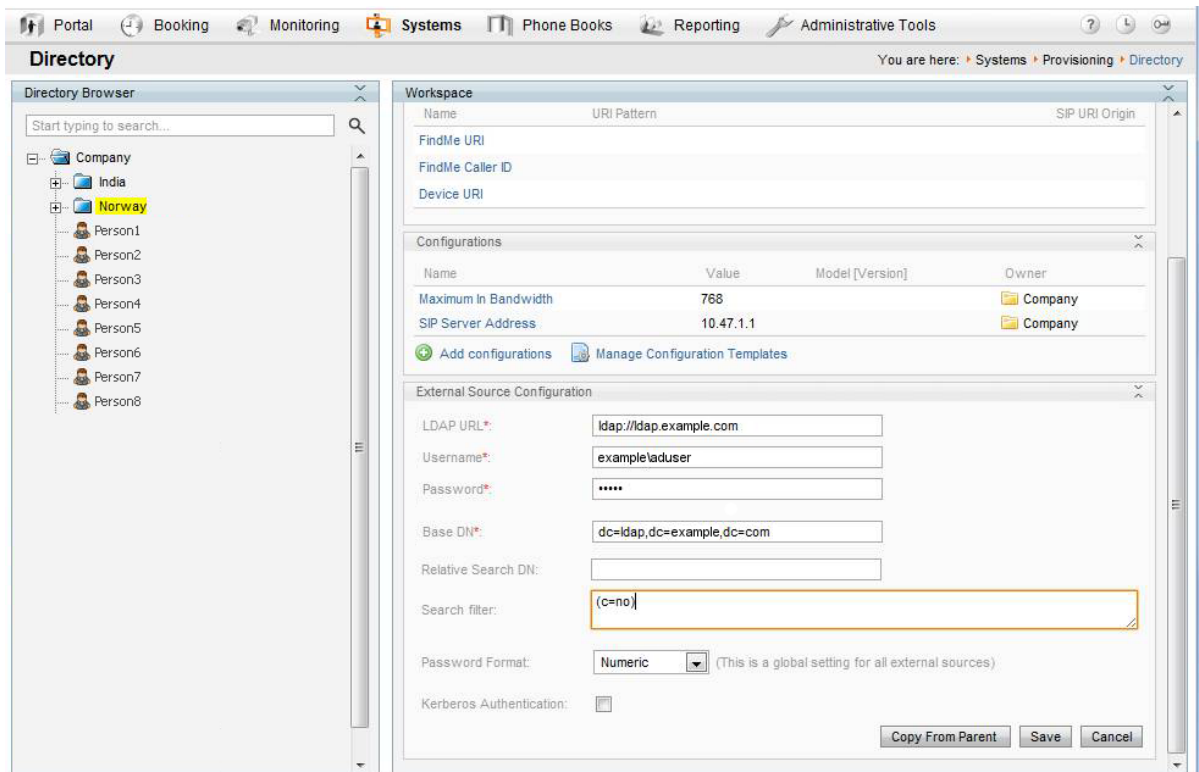 Portal Booking Monitoring Systems Phone Books Reporting Administrative Tools ?
Directory
You are here: Systems Provisioning Directory
Directory Browser
Start typing to search...
Company
India
Norway
Person1
Person2
Person3
Person4
Person5
Person6
Person7
Person8
Workspace
Name URI Pattern SIP URI Origin
FindMe URI
FindMe Caller ID
Device URI
Configurations
Name Value Model [Version] Owner
Maximum In Bandwidth 768 Company
SIP Server Address 10.47.1.1 Company
Add configurations Manage Configuration Templates
External Source Configuration
LDAP URL*: ldap://ldap.example.com
Username*: example\aduser
Password*: •••••
Base DN*: dc=ldap,dc=example,dc=com
Relative Search DN:
Search filter: (c=no)
Password Format: Numeric (This is a global setting for all external sources)
Kerberos Authentication:
Copy From Parent Save Cancel